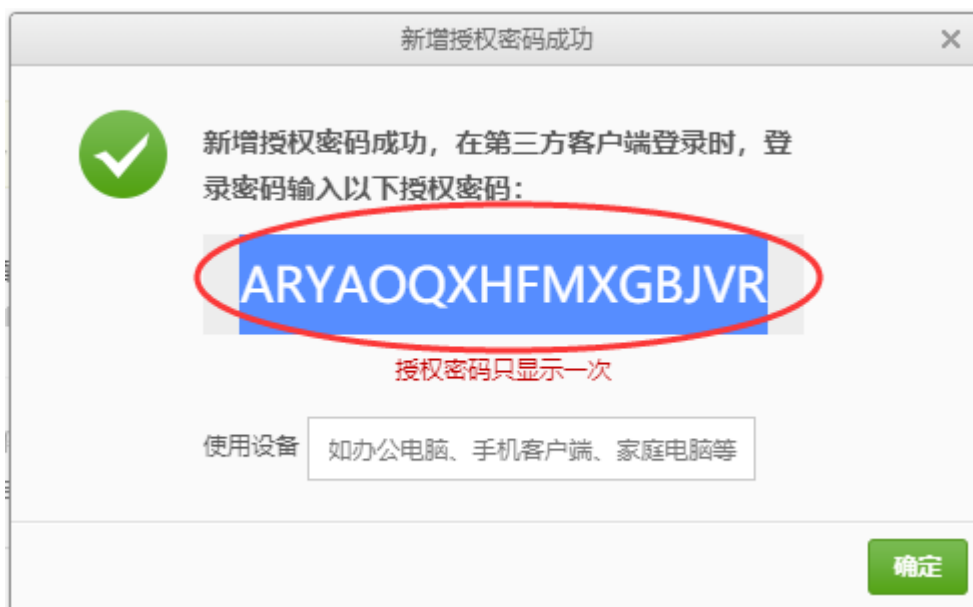 新增授权密码成功
新增授权密码成功，在第三方客户端登录时，登
录密码输入以下授权密码：
ARYAOQXHFMXGBJVR
授权密码只显示一次
使用设备 如办公电脑、手机客户端、家庭电脑等
确定